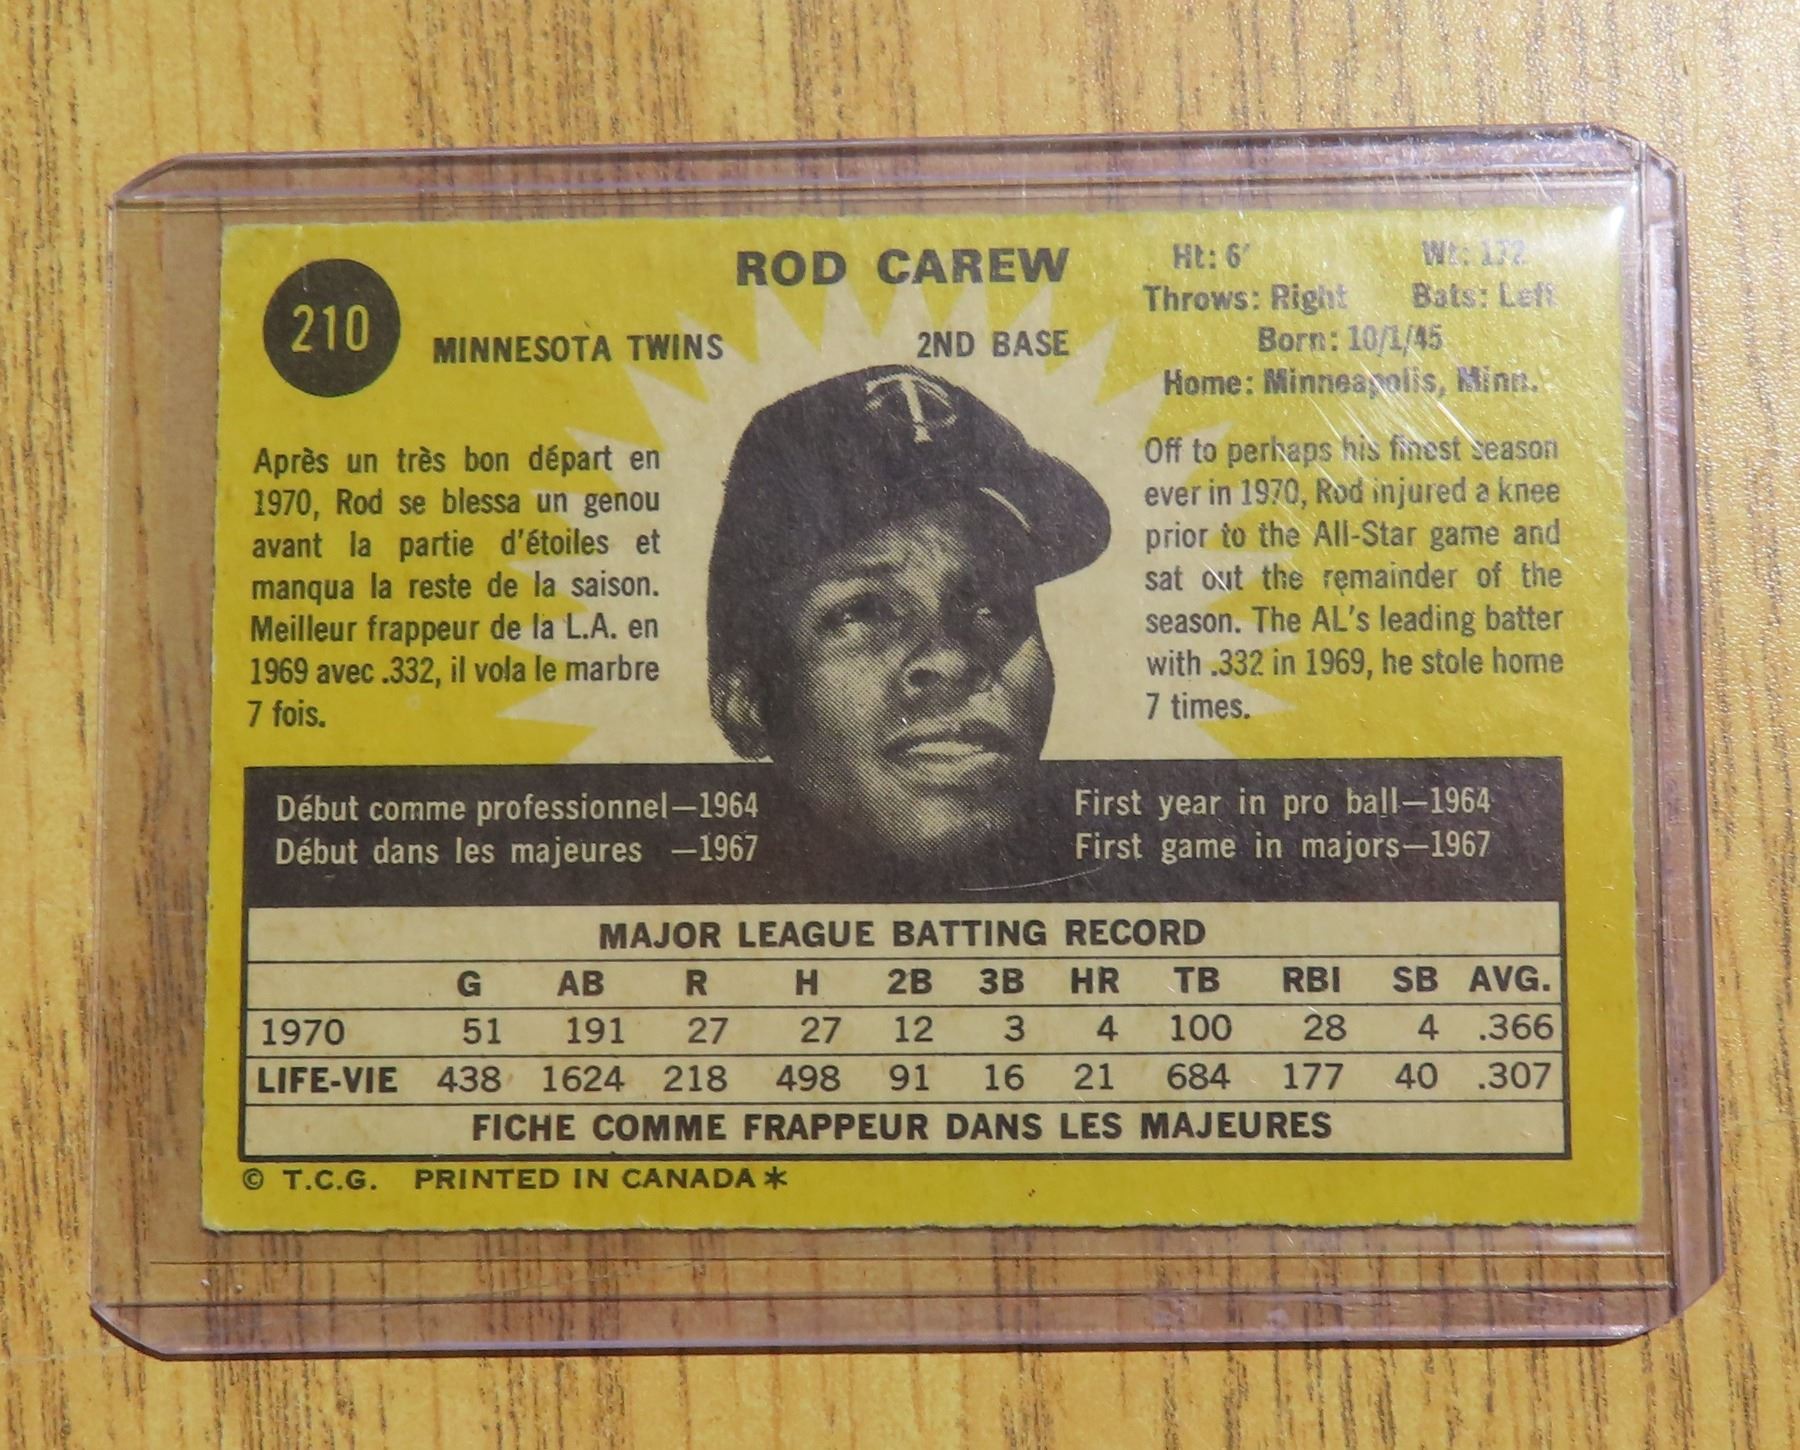 210
ROD CAREW
MINNESOTA TWINS 2ND BASE
Ht: 6' Wt: 172
Throws: Right Bats: Left
Born: 10/1/45
Home: Minneapolis, Minn.
Après un très bon départ en
1970, Rod se blessa un genou
avant la partie d'étoiles et
manqua la reste de la saison.
Meilleur frappeur de la L.A. en
1969 avec .332, il vola le marbre
7 fois.
T
Off to perhaps his finest season
ever in 1970, Rod injured a knee
prior to the All-Star game and
sat out the remainder of the
season. The AL's leading batter
with .332 in 1969, he stole home
7 times.
Début comme professionnel—1964
Début dans les majeures —1967
First year in pro ball—1964
First game in majors—1967
MAJOR LEAGUE BATTING RECORD
G AB R H 2B 3B HR TB RBI SB AVG.
1970 51 191 27 27 12 3 4 100 28 4 .366
LIFE-VIE 438 1624 218 498 91 16 21 684 177 40 .307
FICHE COMME FRAPPEUR DANS LES MAJEURES
© T.C.G. PRINTED IN CANADA *